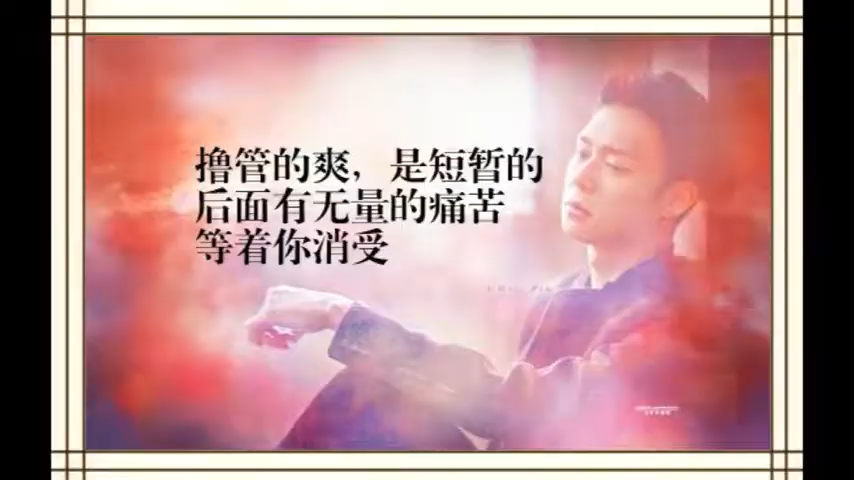 撸管的爽，是短暂的
后面有无量的痛苦
等着你消受